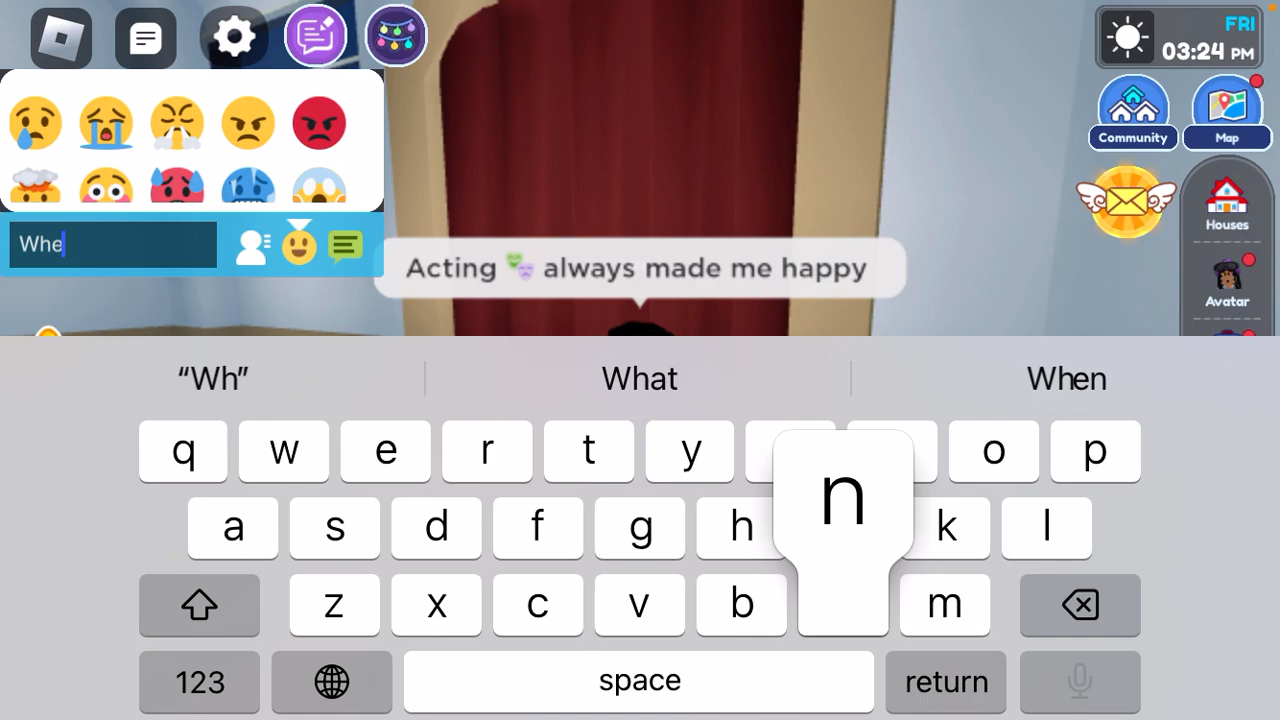 FRI
03:24 PM
Community
Map
Houses
Avatar
Whe
Acting 🎭 always made me happy
“Wh”
What
When
q w e r t y o p
a s d f g h k l
n
z x c v b m
123
space
return